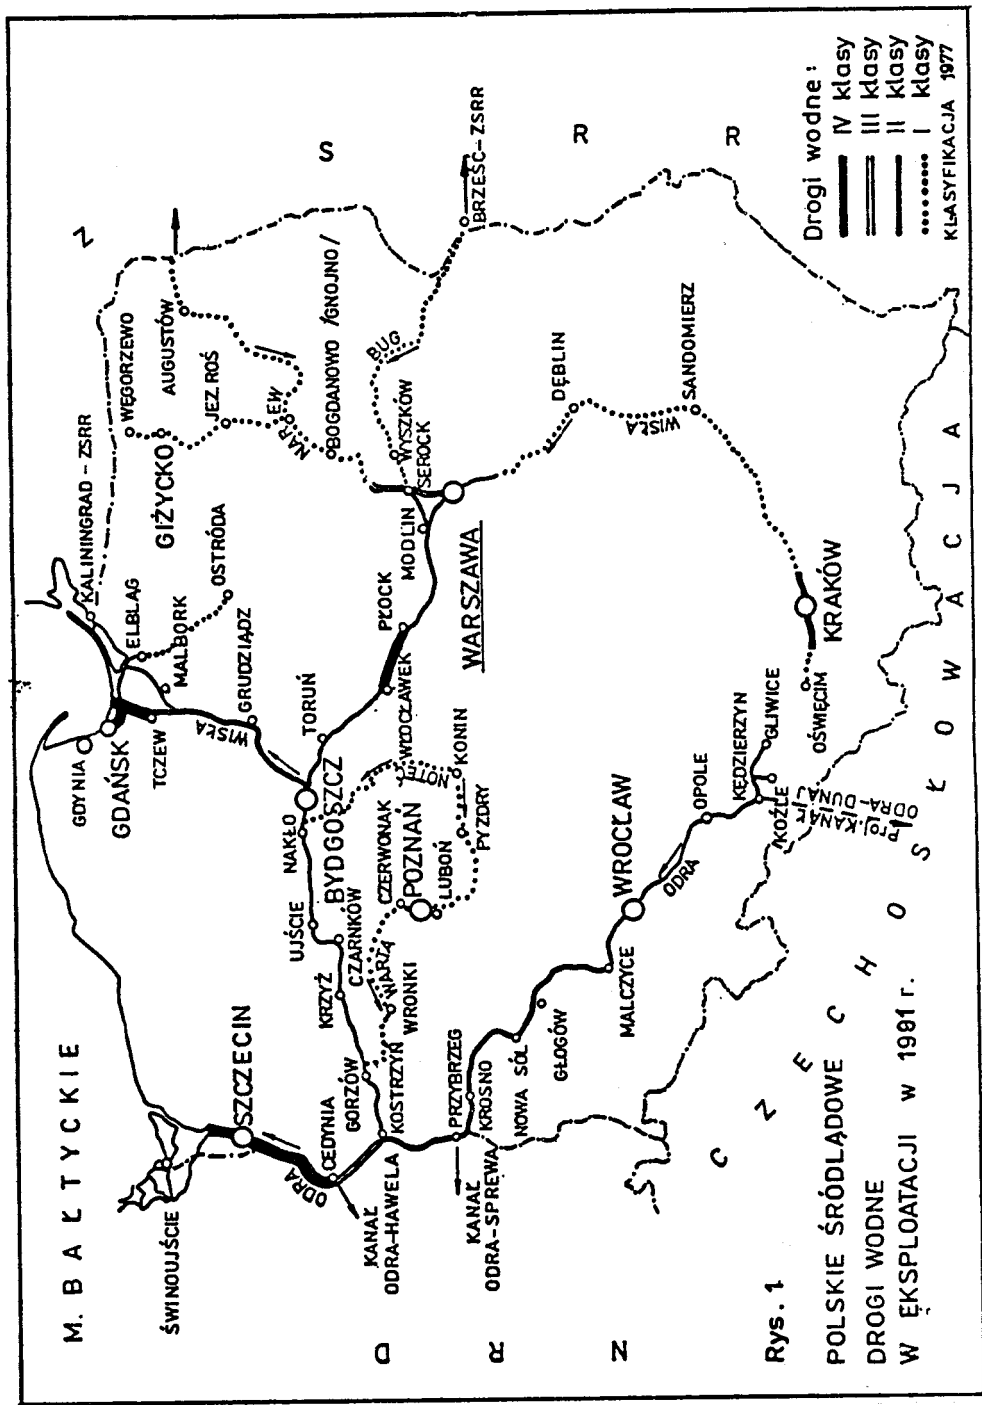 M. BAŁTYCKIE
ŚWINOUJŚCIE
SZCZECIN
GDYNIA
GDAŃSK
TCZEW
KALININGRAD – ZSRR
ELBLĄG
MALBORK
OSTRÓDA
WĘGORZEWO
GIŻYCKO
AUGUSTÓW
JEZ ROŚ
Z
S
R
R
ODRA
CEDYNIA
KANAŁ
ODRA-HAWELA
GORZÓW
KOSTRZYN
KRZYŻ
UJŚCIE
CZARNKÓW
NAKŁO
BYDGOSZCZ
TORUŃ
GRUDZIĄDZ
WISŁA
WARTA
WRONKI
CZERWONAK
POZNAŃ
LUBOŃ
PYZDRY
KONIN
NOTEĆ
WŁOCŁAWEK
PŁOCK
MODLIN
WARSZAWA
SEROCK
WYSZKÓW
NAREW
BOGDANOWO /GNOJNO/
BUG
BRZEŚĆ–ZSRR
PRZYBRZEG
KANAŁ
ODRA-SPREWA
KROSNO
NOWA SÓL
GŁOGÓW
MALCZYCE
WROCŁAW
ODRA
OPOLE
KĘDZIERZYN
KOŹLE
GLIWICE
Proj. KANAŁ
ODRA-DUNAJ
OŚWIĘCIM
KRAKÓW
WISŁA
DĘBLIN
SANDOMIERZ
N R D
C Z E C H O S Ł O W A C J A
Drogi wodne:
IV klasy
III klasy
II klasy
I klasy
KLASYFIKACJA 1977
Rys. 1
POLSKIE ŚRÓDLĄDOWE
DROGI WODNE
W EKSPLOATACJI w 1991 r.